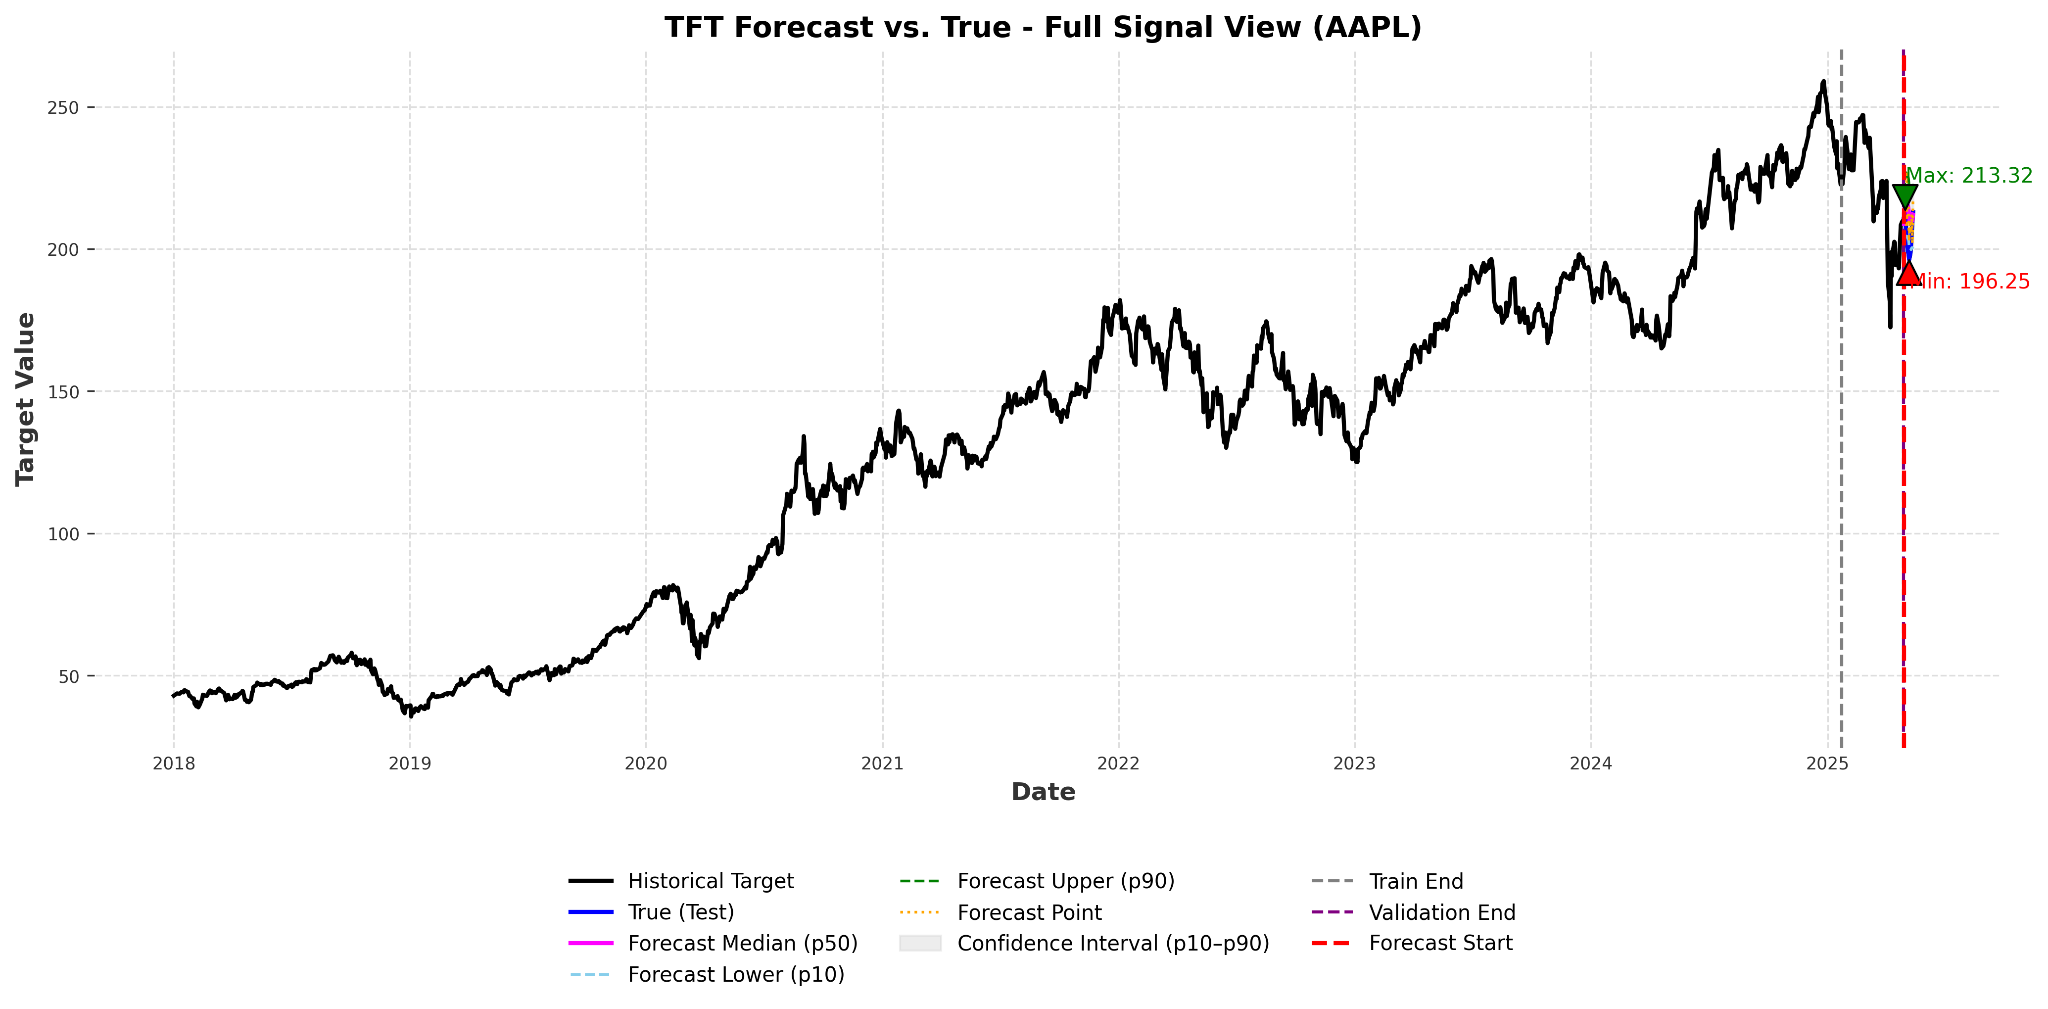 TFT Forecast vs. True - Full Signal View (AAPL)
Target Value
250
200
150
100
50
Max: 213.32
Min: 196.25
2018 2019 2020 2021 2022 2023 2024 2025
Date
Historical Target
True (Test)
Forecast Median (p50)
Forecast Lower (p10)
Forecast Upper (p90)
Forecast Point
Confidence Interval (p10–p90)
Train End
Validation End
Forecast Start